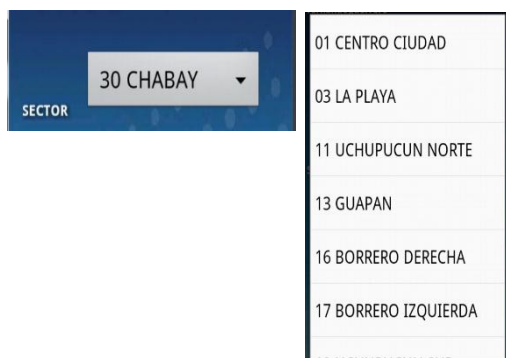 30 CHABAY
SECTOR
01 CENTRO CIUDAD
03 LA PLAYA
11 UCHUPUCUN NORTE
13 GUAPAN
16 BORRERO DERECHA
17 BORRERO IZQUIERDA